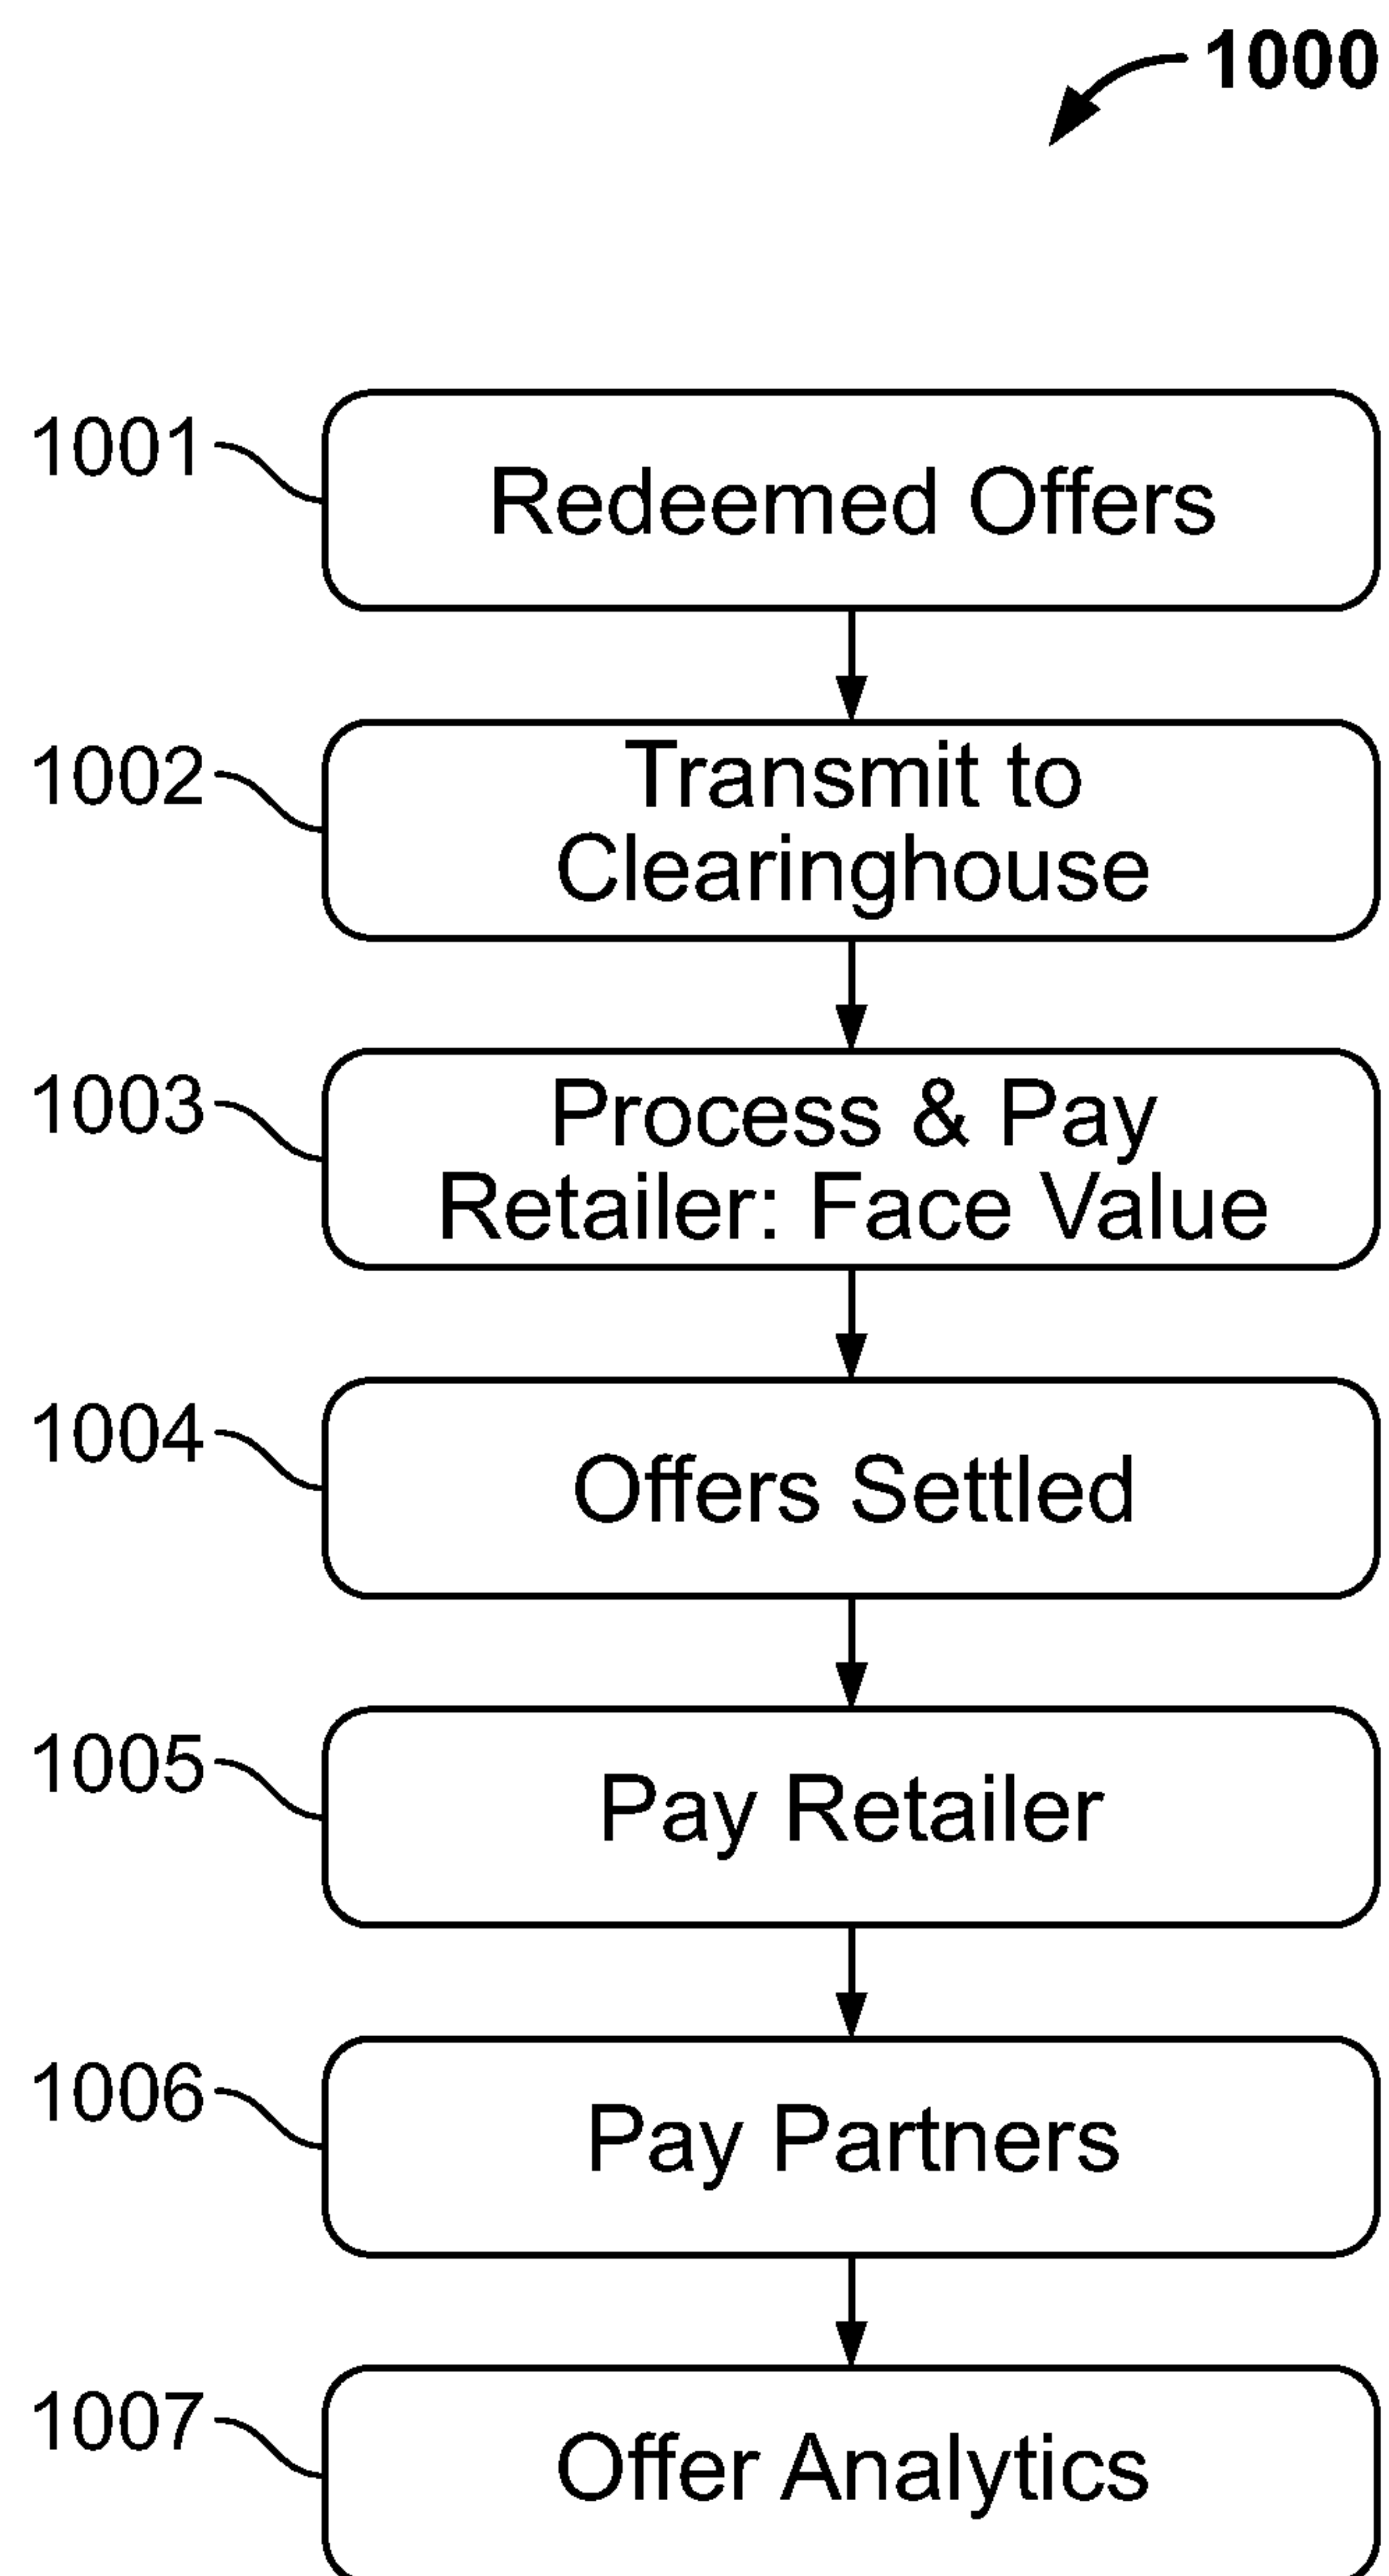 1000
1001
Redeemed Offers
1002
Transmit to
Clearinghouse
1003
Process & Pay
Retailer: Face Value
1004
Offers Settled
1005
Pay Retailer
1006
Pay Partners
1007
Offer Analytics